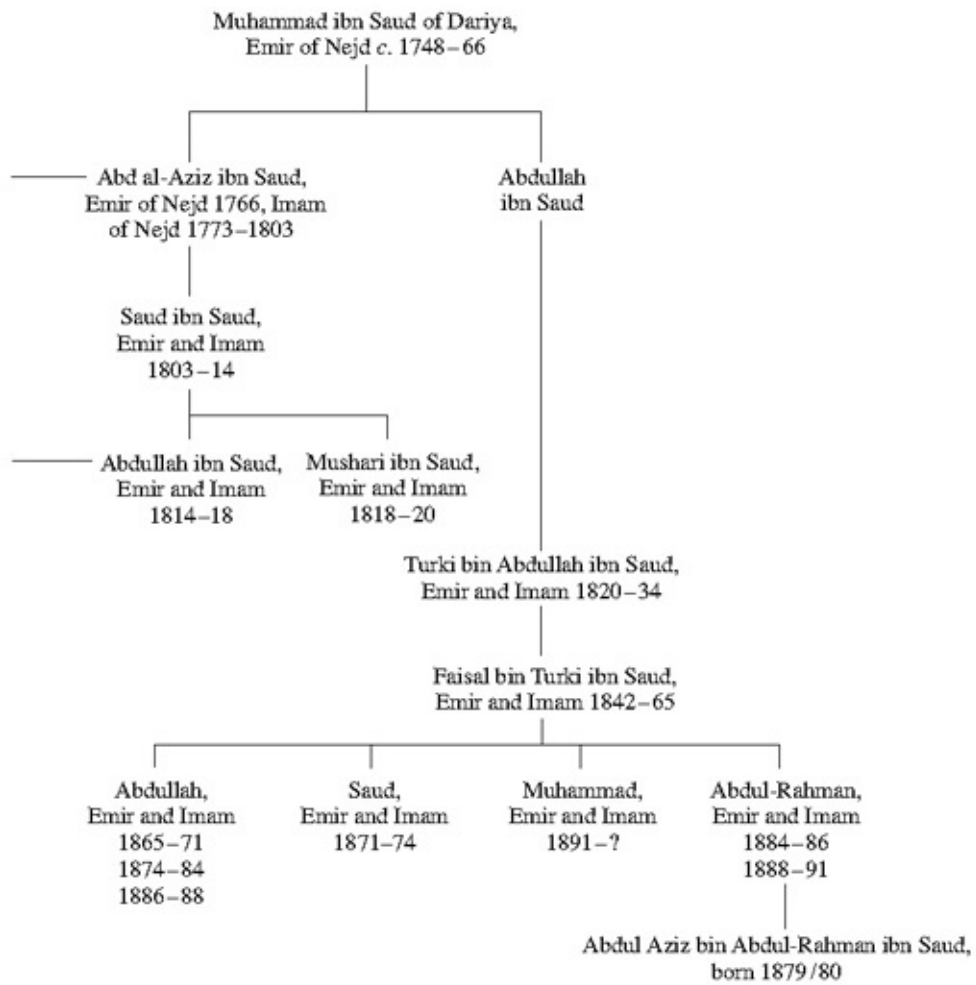 Muhammad ibn Saud of Dariya,
Emir of Nejd c. 1748–66
Abd al-Aziz ibn Saud,
Emir of Nejd 1766, Imam
of Nejd 1773–1803
Abdullah
ibn Saud
Saud ibn Saud,
Emir and Imam
1803–14
Abdullah ibn Saud,
Emir and Imam
1814–18
Mushari ibn Saud,
Emir and Imam
1818–20
Turki bin Abdullah ibn Saud,
Emir and Imam 1820–34
Faisal bin Turki ibn Saud,
Emir and Imam 1842–65
Abdullah,
Emir and Imam
1865–71
1874–84
1886–88
Saud,
Emir and Imam
1871–74
Muhammad,
Emir and Imam
1891–?
Abdul-Rahman,
Emir and Imam
1884–86
1888–91
Abdul Aziz bin Abdul-Rahman ibn Saud,
born 1879/80